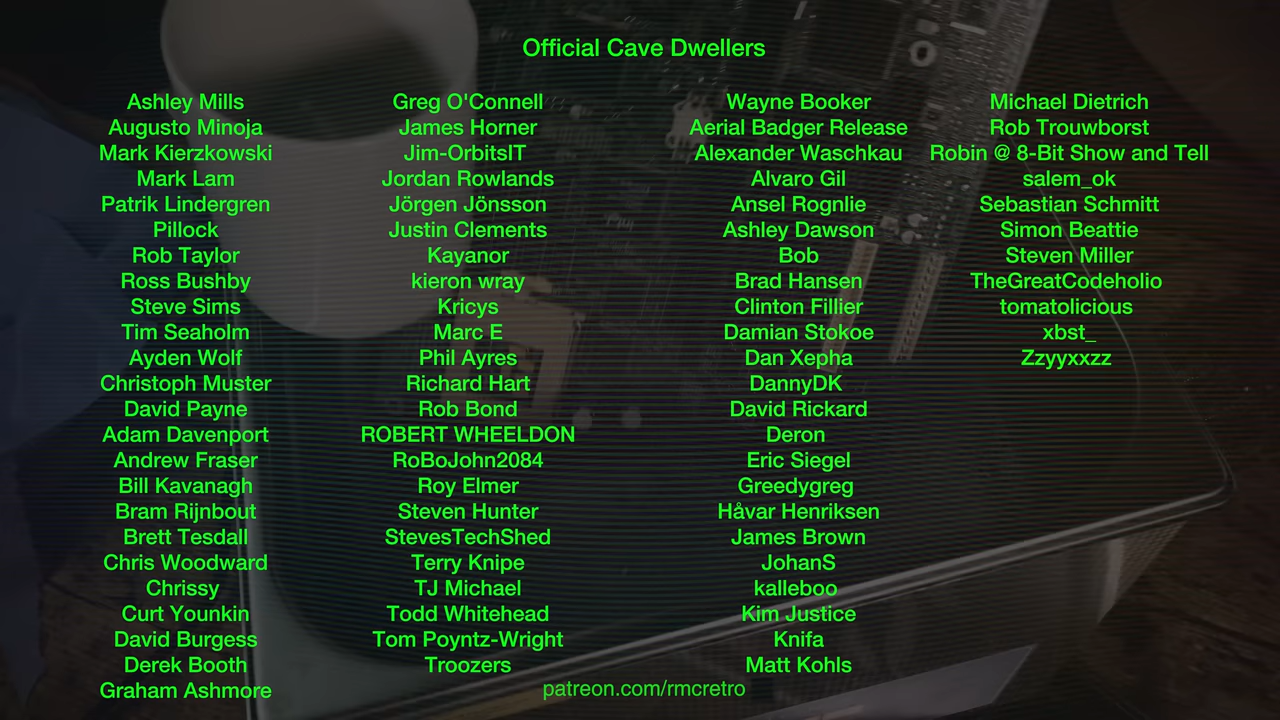 Official Cave Dwellers
Ashley Mills
Augusto Minoja
Mark Kierzkowski
Mark Lam
Patrik Lindergren
Pillock
Rob Taylor
Ross Bushby
Steve Sims
Tim Seaholm
Ayden Wolf
Christoph Muster
David Payne
Adam Davenport
Andrew Fraser
Bill Kavanagh
Bram Rijnbout
Brett Tesdall
Chris Woodward
Chrissy
Curt Younkin
David Burgess
Derek Booth
Graham Ashmore
Greg O'Connell
James Horner
Jim-OrbitsIT
Jordan Rowlands
Jörgen Jönsson
Justin Clements
Kayanor
kieron wray
Kricys
Marc E
Phil Ayres
Richard Hart
Rob Bond
ROBERT WHEELDON
RoBoJohn2084
Roy Elmer
Steven Hunter
StevesTechShed
Terry Knipe
TJ Michael
Todd Whitehead
Tom Poyntz-Wright
Troozers
Wayne Booker
Aerial Badger Release
Alexander Waschkau
Alvaro Gil
Ansel Rognlie
Ashley Dawson
Bob
Brad Hansen
Clinton Fillier
Damian Stokoe
Dan Xepha
DannyDK
David Rickard
Deron
Eric Siegel
Greedygreg
Håvar Henriksen
James Brown
JohanS
kalleboo
Kim Justice
Knifa
Matt Kohls
Michael Dietrich
Rob Trouwborst
Robin @ 8-Bit Show and Tell
salem_ok
Sebastian Schmitt
Simon Beattie
Steven Miller
TheGreatCodeholio
tomatolicious
xbst_
Zzyyxxzz
patreon.com/rmcretro